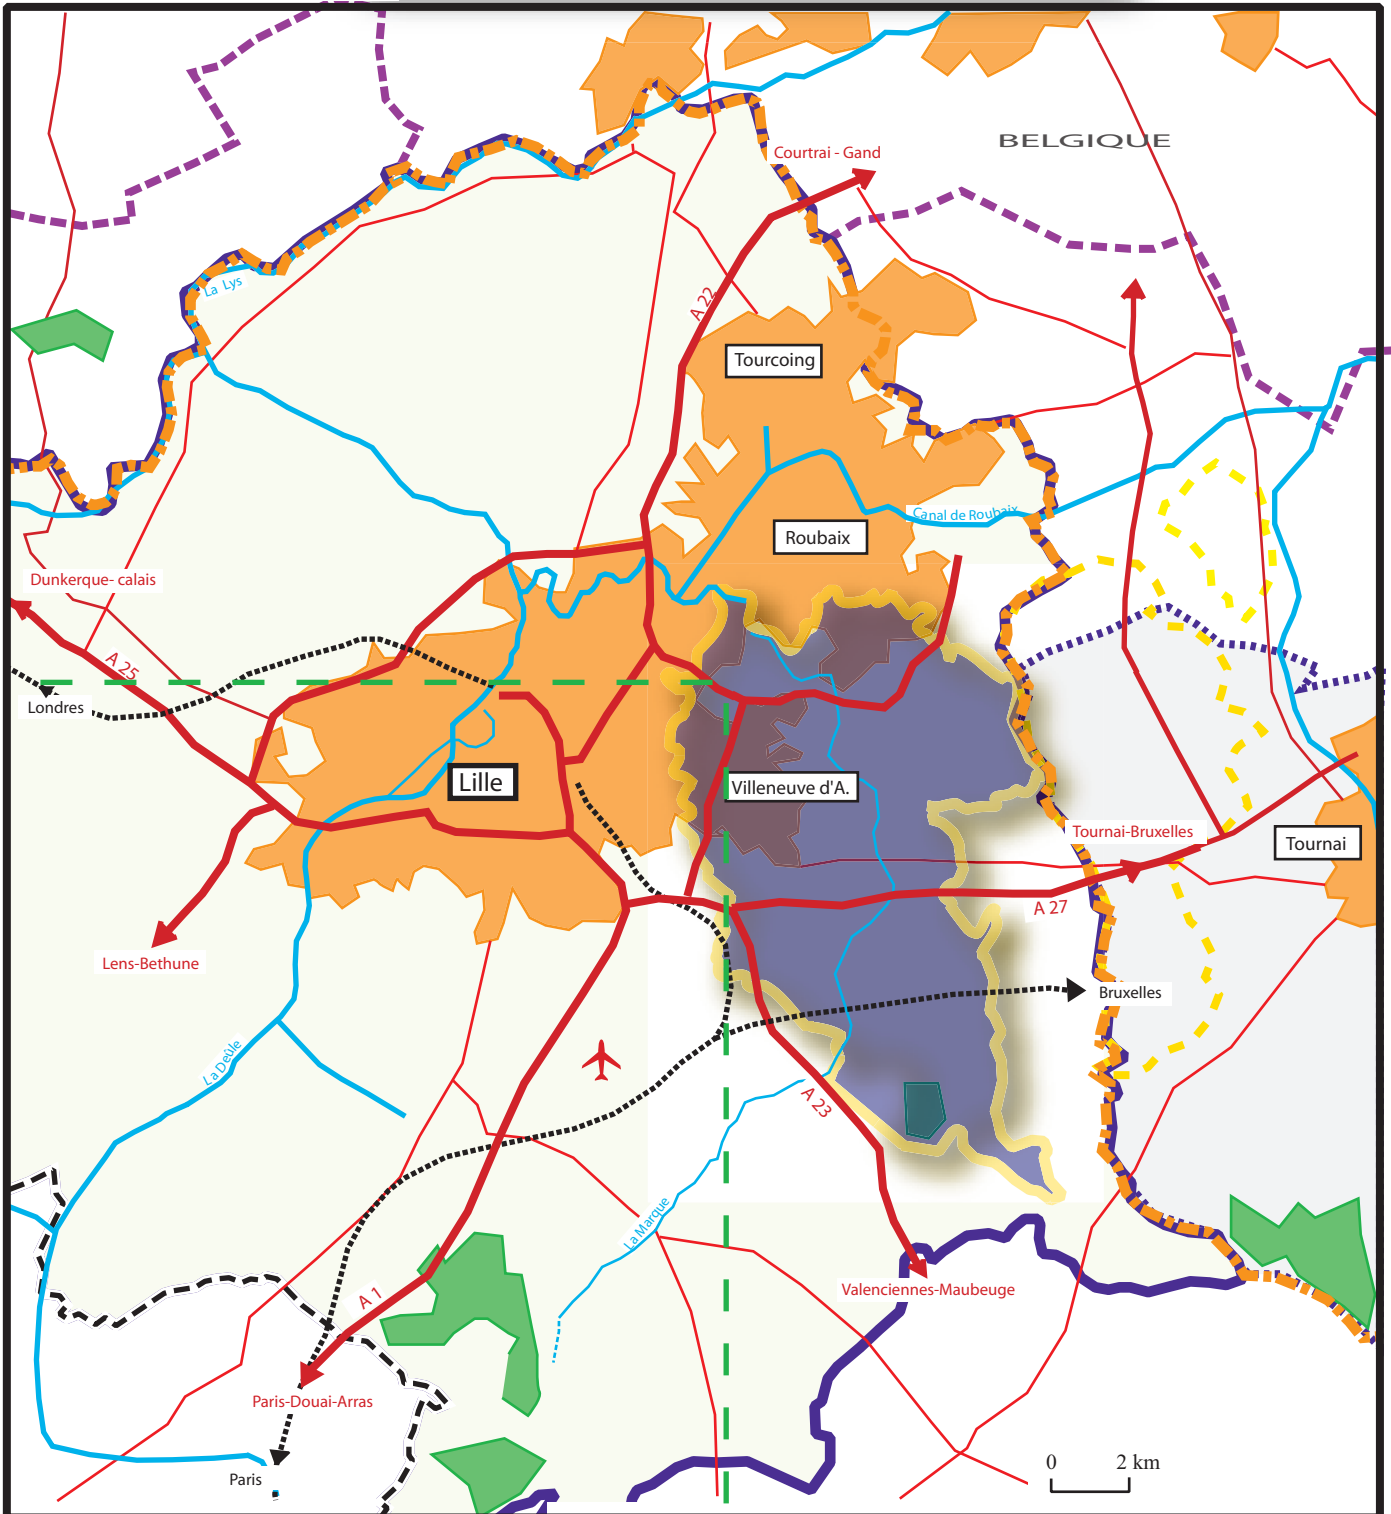 BELGIQUE
Courtrai - Gand
La Lys
A 22
Tourcoing
Canal de Roubaix
Roubaix
Dunkerque- calais
A 25
Londres
Lille
Villeneuve d'A.
Tournai-Bruxelles
Tournai
A 27
Lens-Bethune
Bruxelles
La Deûle
A 23
La Marque
Valenciennes-Maubeuge
A 1
Paris-Douai-Arras
0 2 km
Paris